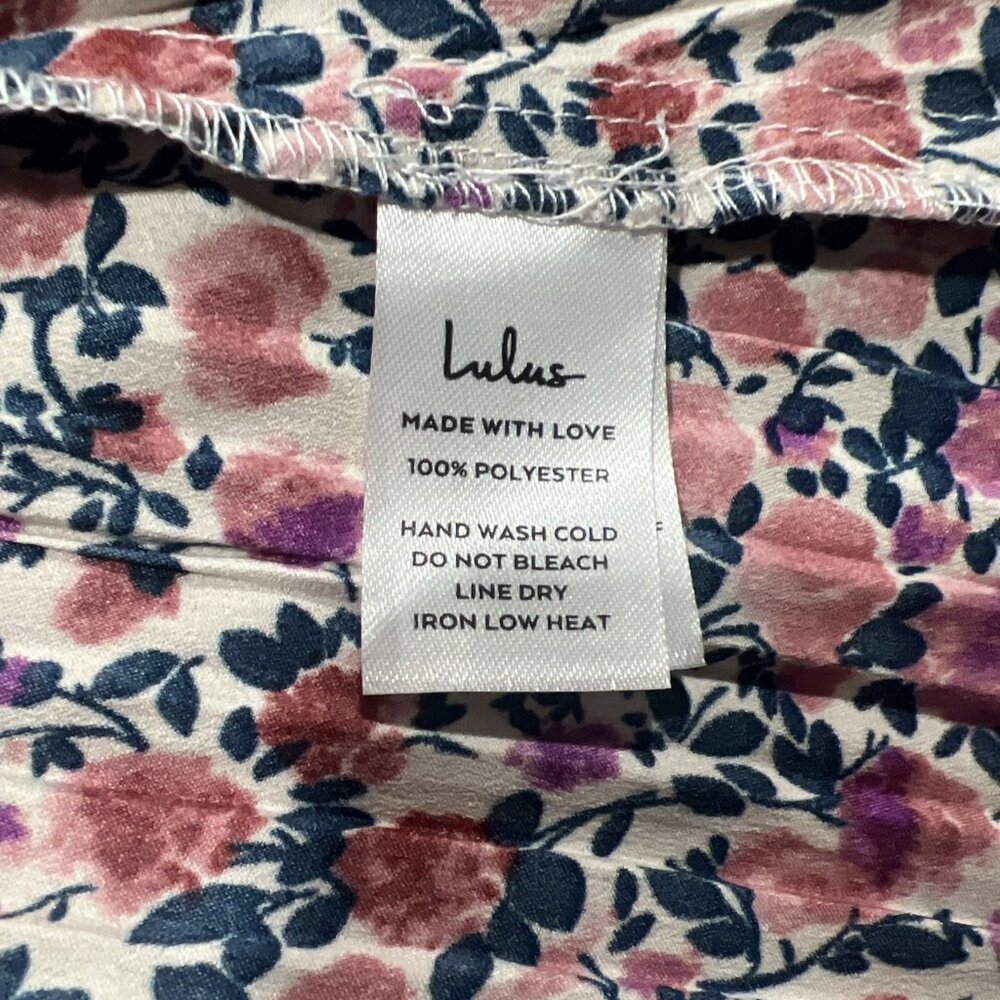 Lulus
MADE WITH LOVE
100% POLYESTER
HAND WASH COLD
DO NOT BLEACH
LINE DRY
IRON LOW HEAT